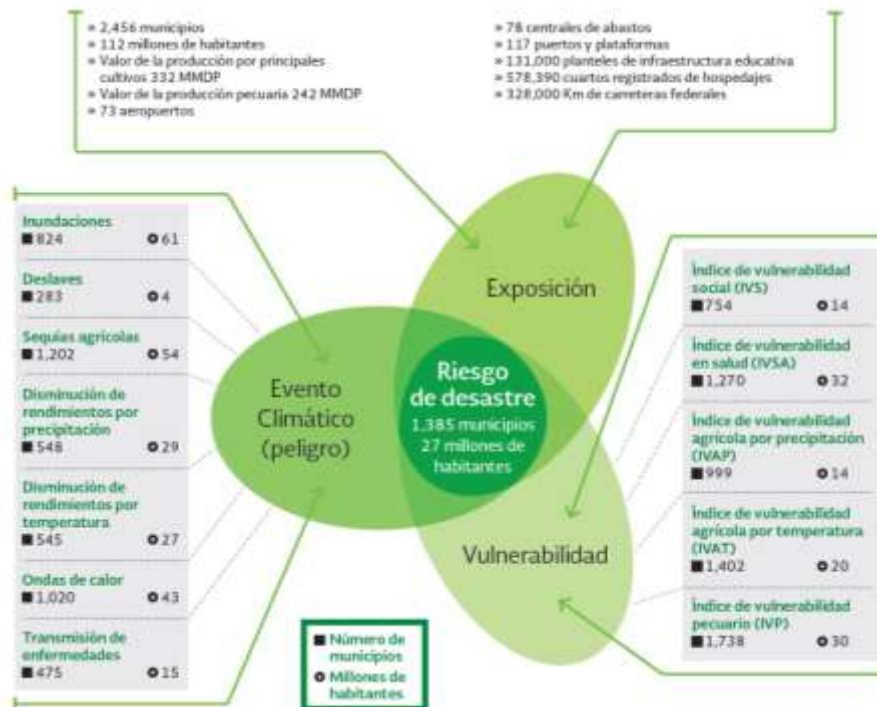 » 2,456 municipios
» 112 millones de habitantes
» Valor de la producción por principales
cultivos 332 MMDP
» Valor de la producción pecuaria 242 MMDP
» 73 aeropuertos
» 78 centrales de abastos
» 117 puertos y plataformas
» 131,000 planteles de infraestructura educativa
» 578,390 cuartos registrados de hospedajes
» 328,000 Km de carreteras federales
Inundaciones
824 61
Deslaves
283 4
Sequías agrícolas
1,202 54
Disminución de
rendimientos por
precipitación
548 29
Disminución de
rendimientos por
temperatura
545 27
Ondas de calor
1,020 43
Transmisión de
enfermedades
475 15
Exposición
Evento
Climático
(peligro)
Riesgo
de desastre
1,385 municipios
27 millones de
habitantes
Vulnerabilidad
Índice de vulnerabilidad
social (IVS)
754 14
Índice de vulnerabilidad
en salud (IVSA)
1,270 32
Índice de vulnerabilidad
agrícola por precipitación
(IVAP)
999 14
Índice de vulnerabilidad
agrícola por temperatura
(IVAT)
1,402 20
Índice de vulnerabilidad
pecuario (IVP)
1,738 30
Número de
municipios
Millones de
habitantes